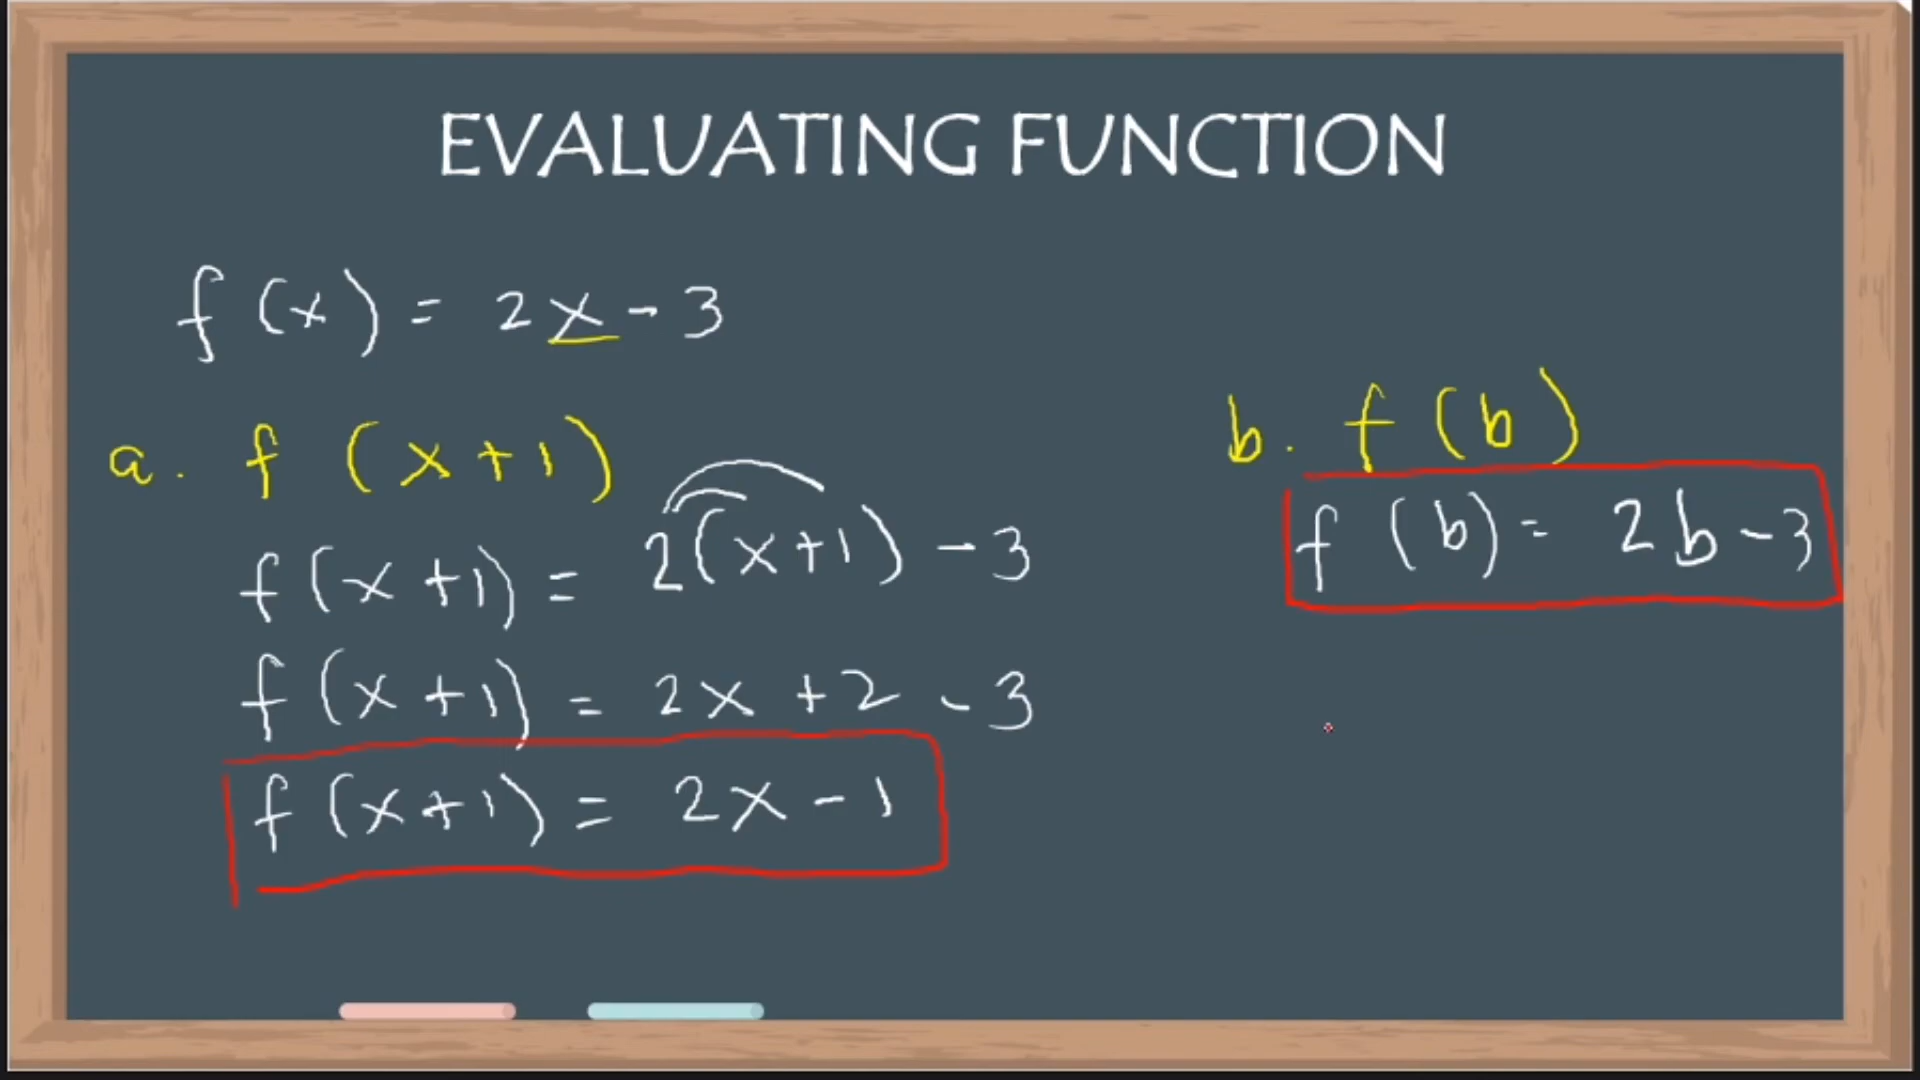 EVALUATING FUNCTION
f(x) = 2x - 3
a. f(x+1)
f(x+1) = 2(x+1) - 3
f(x+1) = 2x + 2 - 3
f(x+1) = 2x - 1
b. f(b)
f(b) = 2b - 3